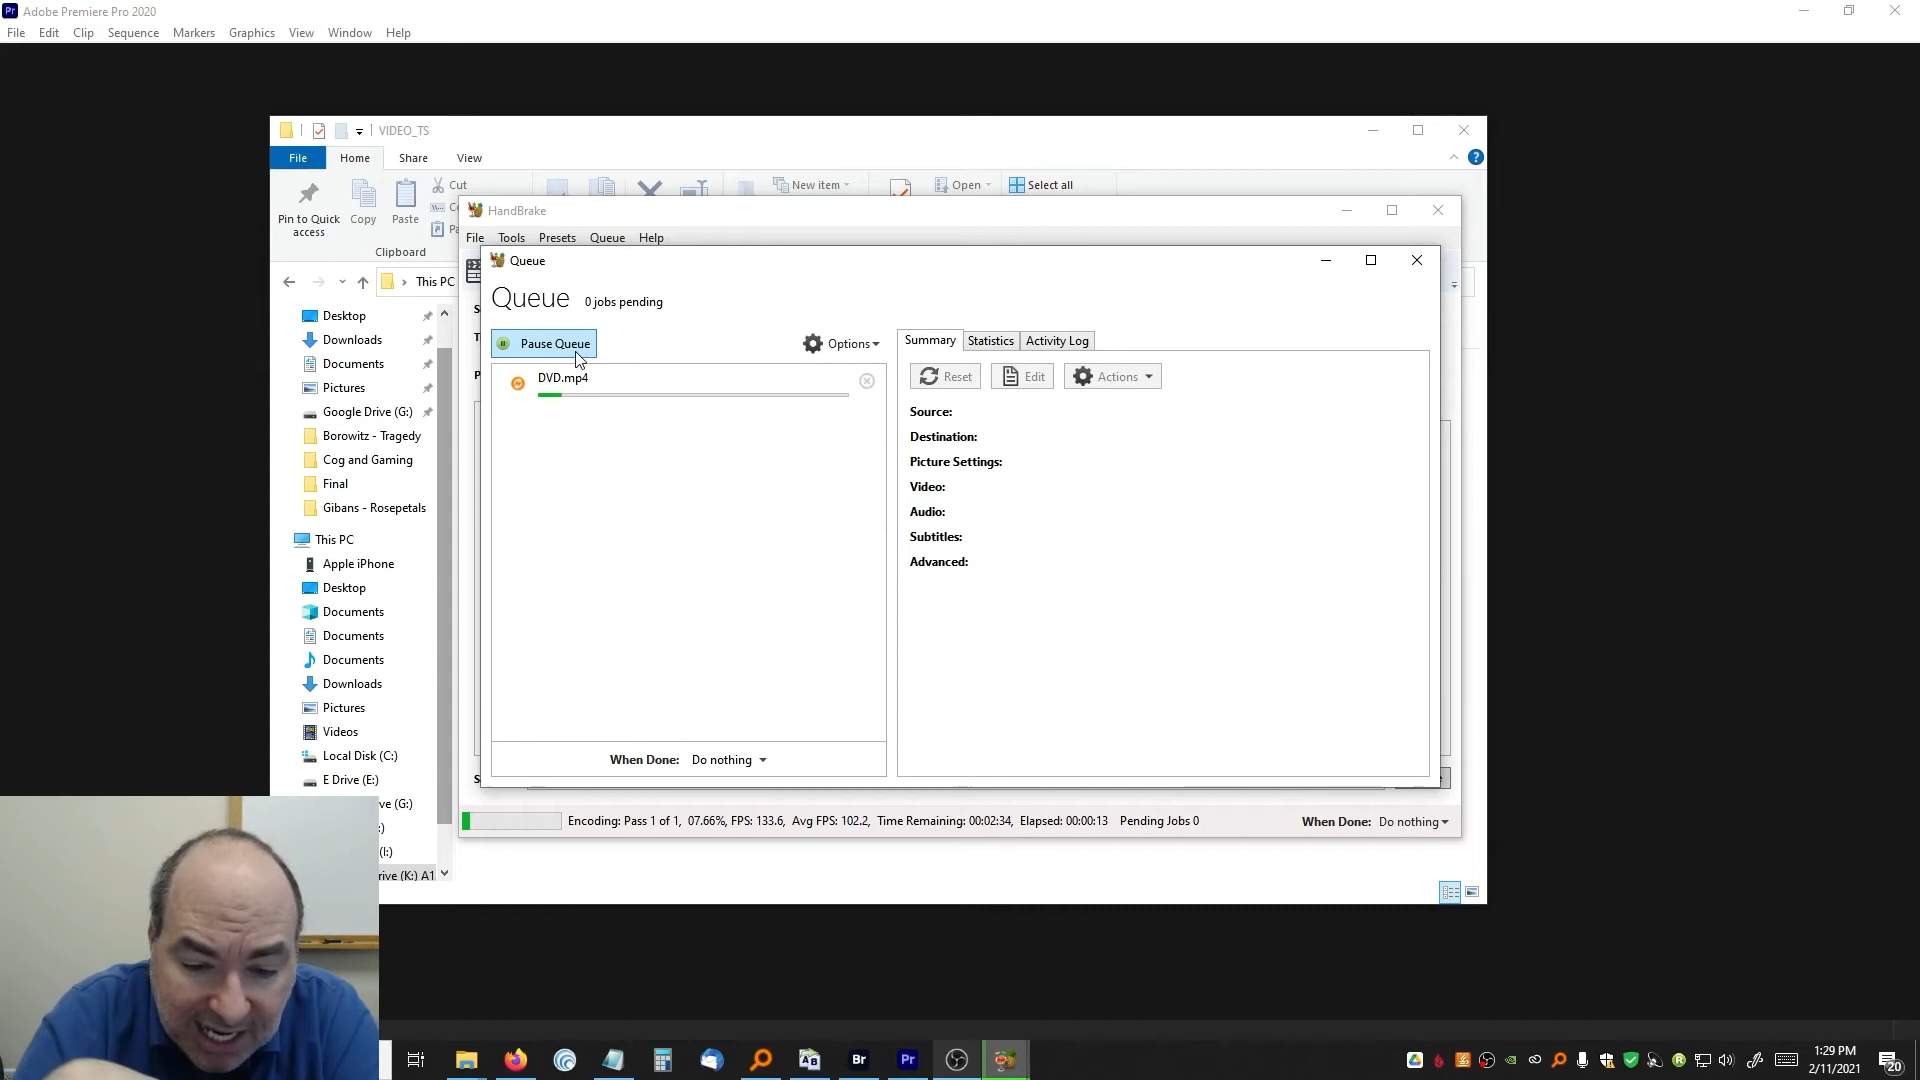 Adobe Premiere Pro 2020
File Edit Clip Sequence Markers Graphics View Window Help
VIDEO_TS
File Home Share View
Pin to Quick access
Copy
Paste
Cut
New item
Open
Select all
Clipboard
This PC
Desktop
Downloads
Documents
Pictures
Google Drive (G:)
Borowitz - Tragedy
Cog and Gaming
Final
Gibans - Rosepetals
This PC
Apple iPhone
Desktop
Documents
Documents
Documents
Downloads
Pictures
Videos
Local Disk (C:)
E Drive (E:)
ve (G:)
:)
(I:)
rive (K:) A1
HandBrake
File Tools Presets Queue Help
Queue
Queue 0 jobs pending
Pause Queue
Options
DVD.mp4
When Done: Do nothing
Summary Statistics Activity Log
Reset Edit Actions
Source:
Destination:
Picture Settings:
Video:
Audio:
Subtitles:
Advanced:
Encoding: Pass 1 of 1, 07.66%, FPS: 133.6, Avg FPS: 102.2, Time Remaining: 00:02:34, Elapsed: 00:00:13 Pending Jobs 0
When Done: Do nothing
Br
Pr
1:29 PM
2/11/2021
20